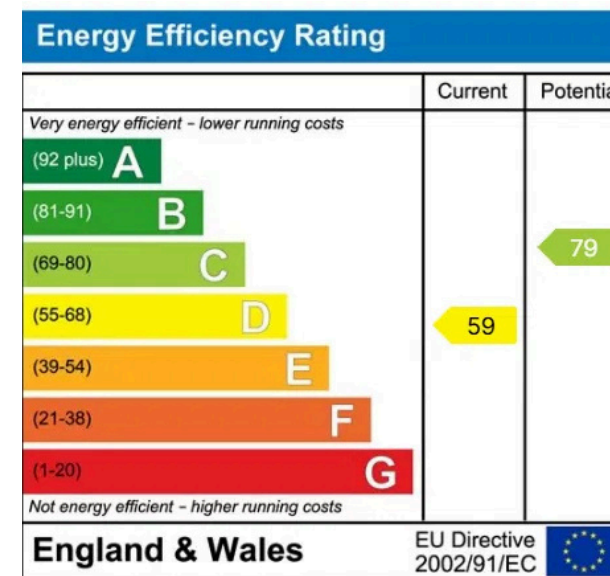 Energy Efficiency Rating
Current Potentia
Very energy efficient - lower running costs
(92 plus) A
(81-91) B
(69-80) C
79
(55-68) D
59
(39-54) E
(21-38) F
(1-20) G
Not energy efficient - higher running costs
England & Wales
EU Directive
2002/91/EC